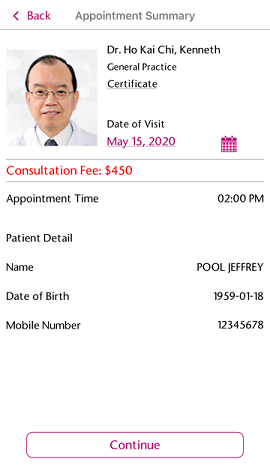 Back
Appointment Summary
Dr. Ho Kai Chi, Kenneth
General Practice
Certificate
Date of Visit
May 15, 2020
Consultation Fee: $450
Appointment Time 02:00 PM
Patient Detail
Name POOL JEFFREY
Date of Birth 1959-01-18
Mobile Number 12345678
Continue